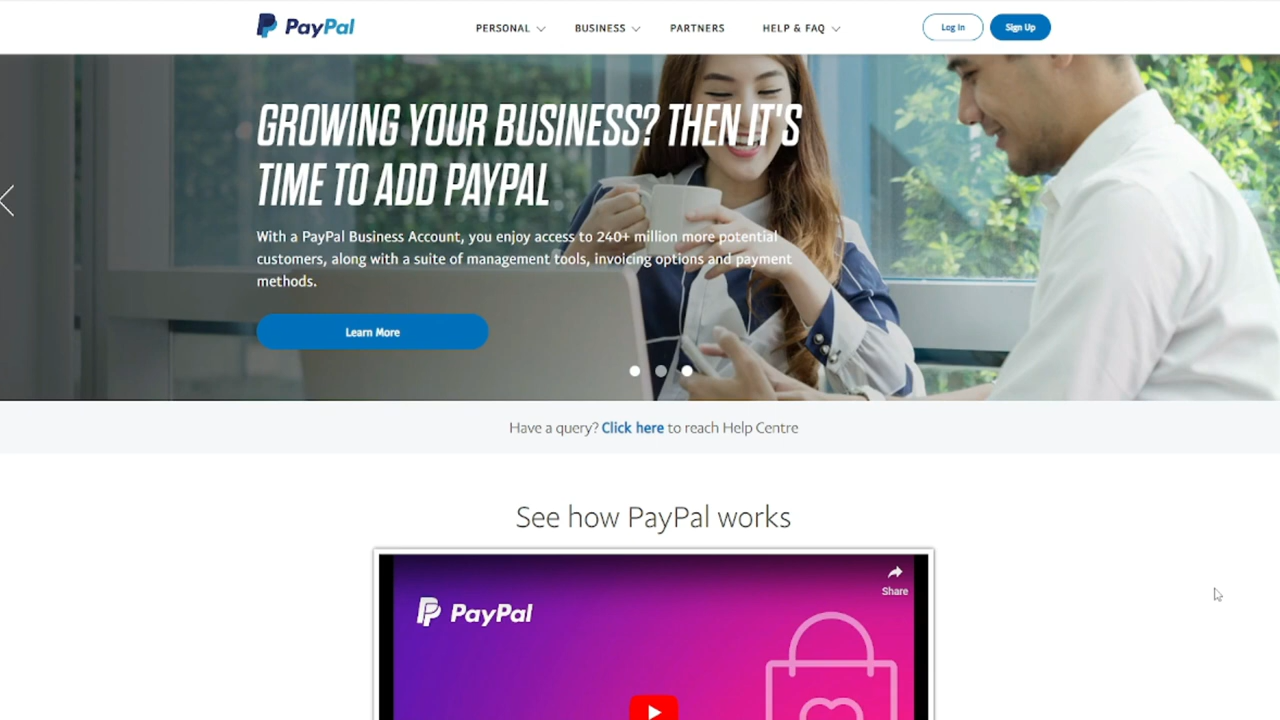 PayPal
PERSONAL
BUSINESS
PARTNERS
HELP & FAQ
Log In
Sign Up
GROWING YOUR BUSINESS? THEN IT'S
TIME TO ADD PAYPAL
With a PayPal Business Account, you enjoy access to 240+ million more potential
customers, along with a suite of management tools, invoicing options and payment
methods.
Learn More
Have a query? Click here to reach Help Centre
See how PayPal works
Share
PayPal